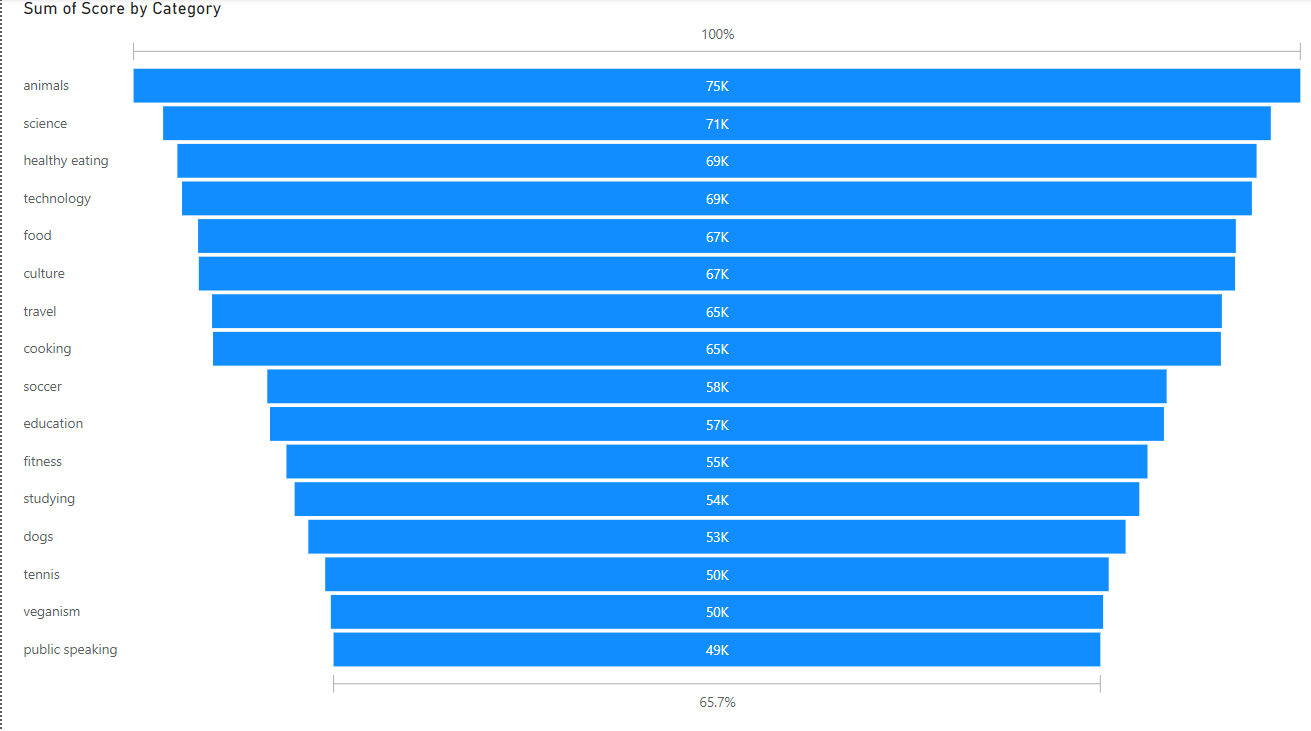 Sum of Score by Category
100%
animals 75K
science 71K
healthy eating 69K
technology 69K
food 67K
culture 67K
travel 65K
cooking 65K
soccer 58K
education 57K
fitness 55K
studying 54K
dogs 53K
tennis 50K
veganism 50K
public speaking 49K
65.7%